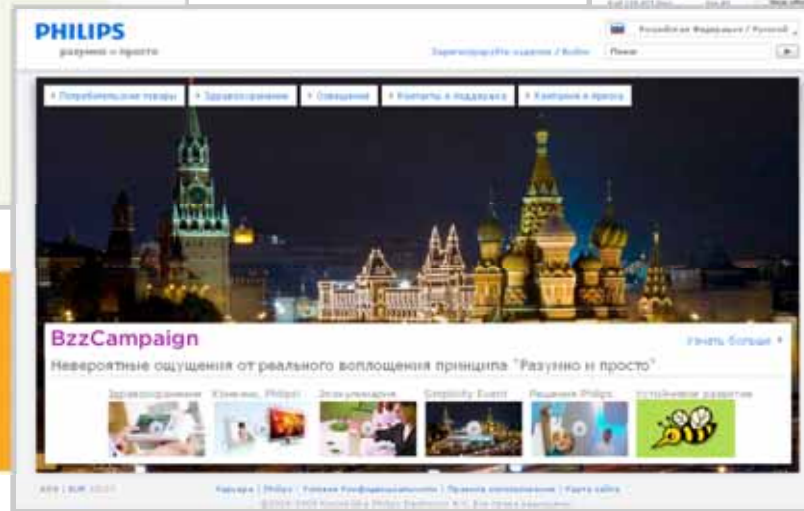 PHILIPS
разумно и просто
Российская Федерация / Русский
Зарегистрируйте изделие / Войти
Поиск
Потребительские товары
Здравоохранение
Освещение
Контакты и поддержка
Компания и пресса
BzzCampaign
Узнать больше
Невероятные ощущения от реального воплощения принципа "Разумно и просто"
Здравоохранение
Конечно, Philips!
Simplicity Event
Решения Philips
Устойчивое развитие
Карьера | Philips | Условия Конфиденциальности | Правила использования | Карта сайта